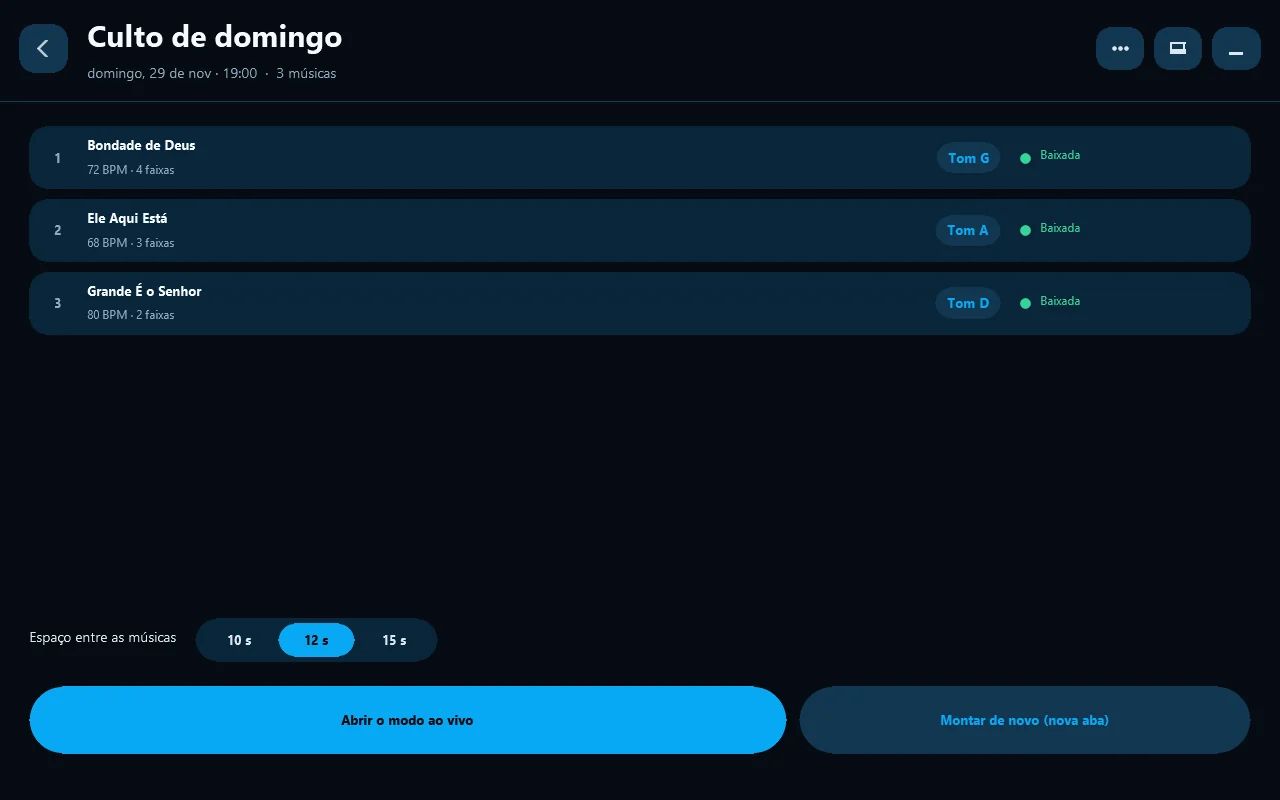 Culto de domingo
domingo, 29 de nov · 19:00 · 3 músicas
1
Bondade de Deus
72 BPM · 4 faixas
Tom G
Baixada
2
Ele Aqui Está
68 BPM · 3 faixas
Tom A
Baixada
3
Grande É o Senhor
80 BPM · 2 faixas
Tom D
Baixada
Espaço entre as músicas
10 s
12 s
15 s
Abrir o modo ao vivo
Montar de novo (nova aba)